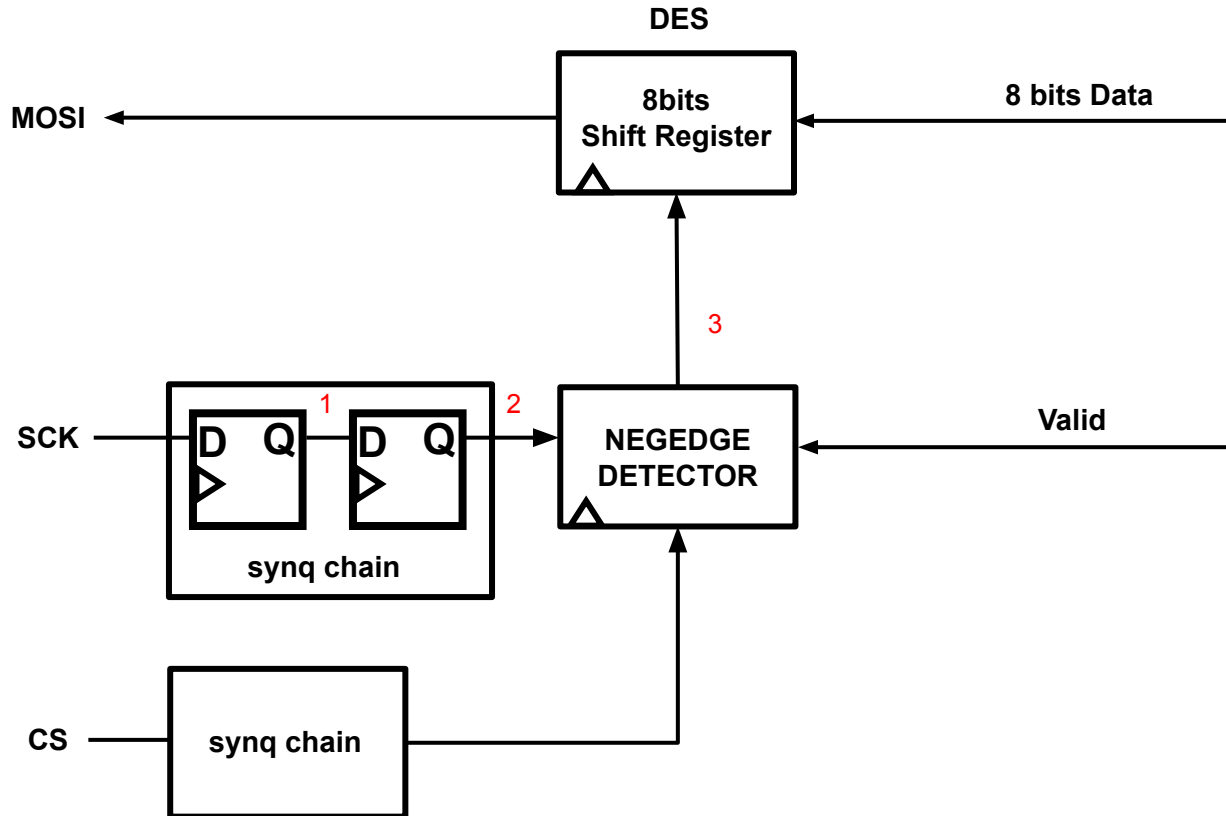 DES
8bits
Shift Register
8 bits Data
MOSI
3
1
2
SCK
D Q
D Q
NEGEDGE
DETECTOR
Valid
synq chain
CS
synq chain